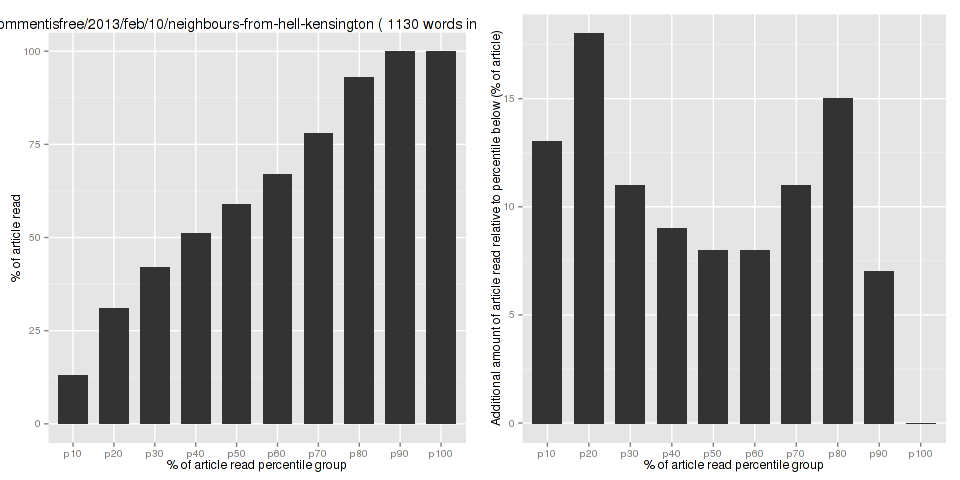 ommentisfree/2013/feb/10/neighbours-from-hell-kensington ( 1130 words in
% of article read
100
75
50
25
0
p10 p20 p30 p40 p50 p60 p70 p80 p90 p100
% of article read percentile group
Additional amount of article read relative to percentile below (% of article)
15
10
5
0
p10 p20 p30 p40 p50 p60 p70 p80 p90 p100
% of article read percentile group